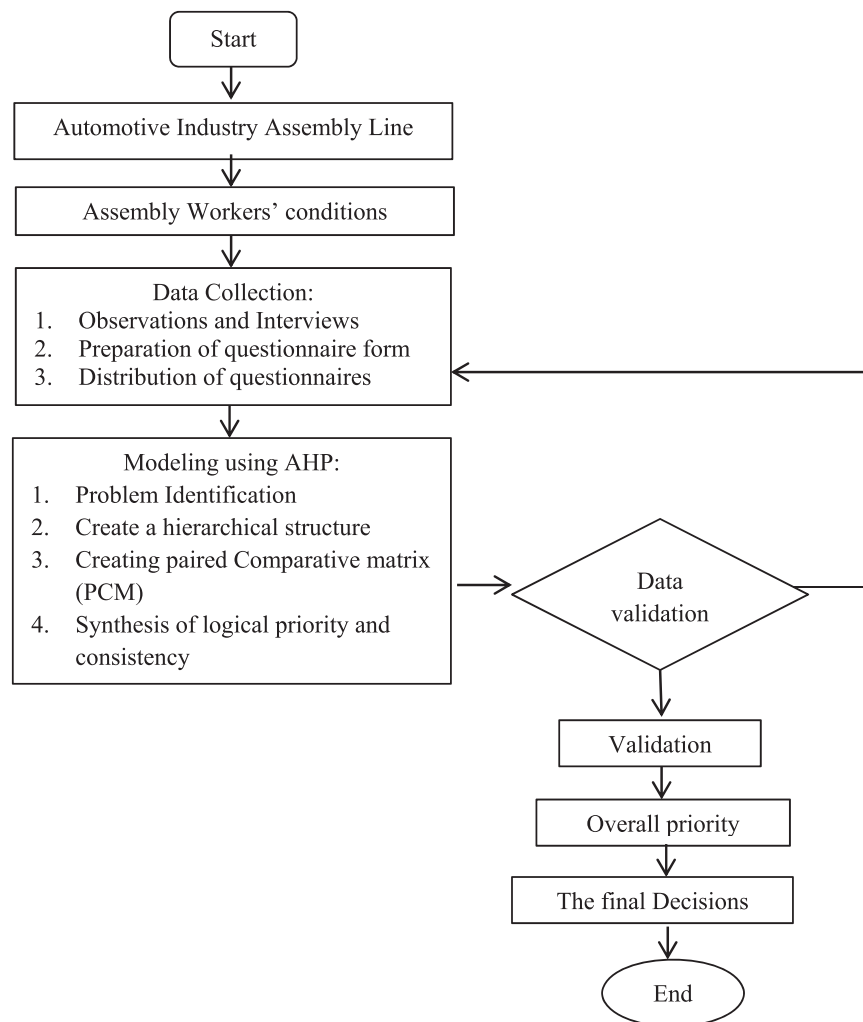 Start
Automotive Industry Assembly Line
Assembly Workers’ conditions
Data Collection:
1. Observations and Interviews
2. Preparation of questionnaire form
3. Distribution of questionnaires
Modeling using AHP:
1. Problem Identification
2. Create a hierarchical structure
3. Creating paired Comparative matrix
(PCM)
4. Synthesis of logical priority and
consistency
Data
validation
Validation
Overall priority
The final Decisions
End